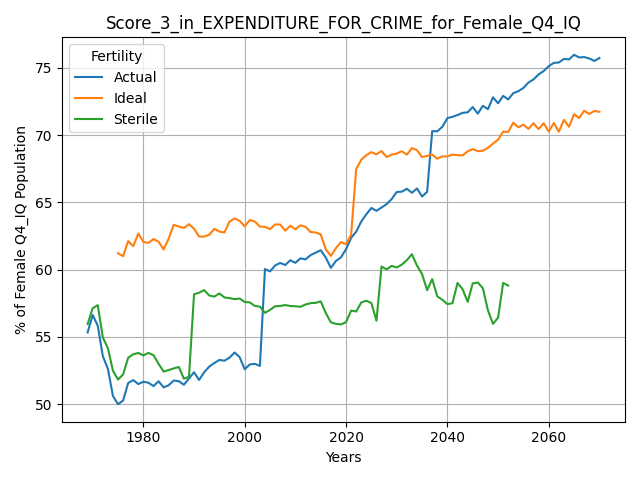 Score_3_in_EXPENDITURE_FOR_CRIME_for_Female_Q4_IQ
Fertility
Actual
Ideal
Sterile
% of Female Q4_IQ Population
75
70
65
60
55
50
1980
2000
2020
2040
2060
Years